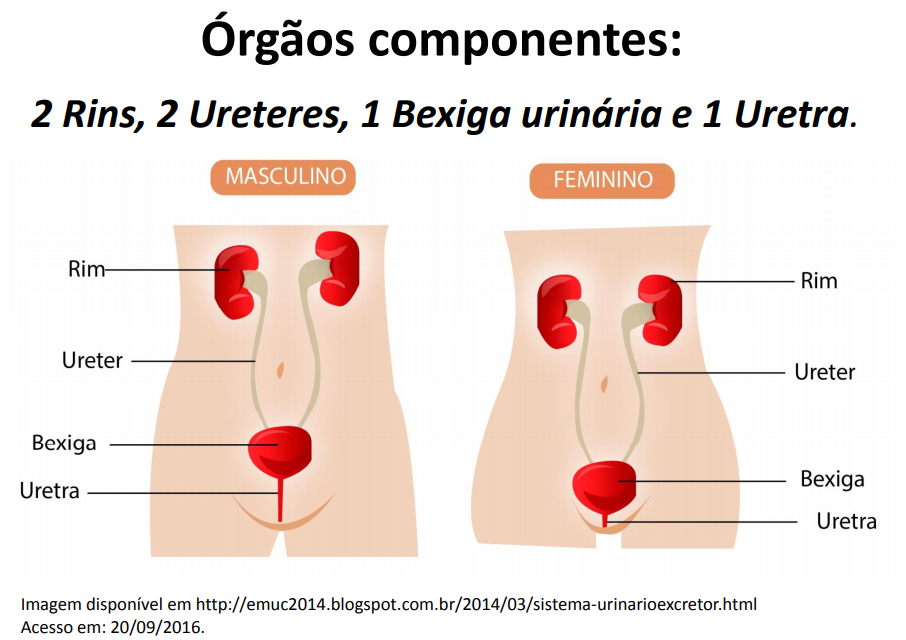 Órgãos componentes:
2 Rins, 2 Ureteres, 1 Bexiga urinária e 1 Uretra.
MASCULINO
FEMININO
Rim
Rim
Ureter
Ureter
Bexiga
Bexiga
Uretra
Uretra
Imagem disponível em http://emuc2014.blogspot.com.br/2014/03/sistema-urinarioexcretor.html
Acesso em: 20/09/2016.